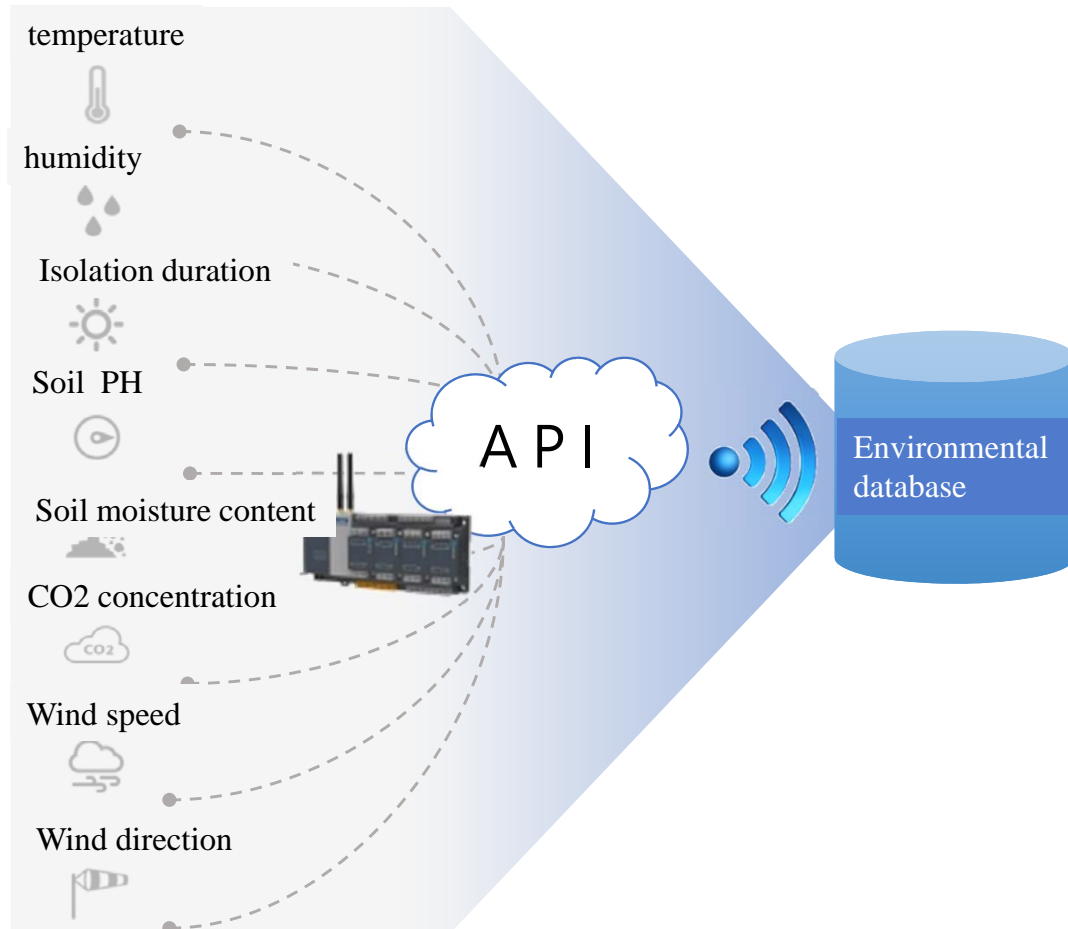 temperature
humidity
Isolation duration
Soil PH
Soil moisture content
CO2 concentration
CO2
Wind speed
Wind direction
API
Environmental
database